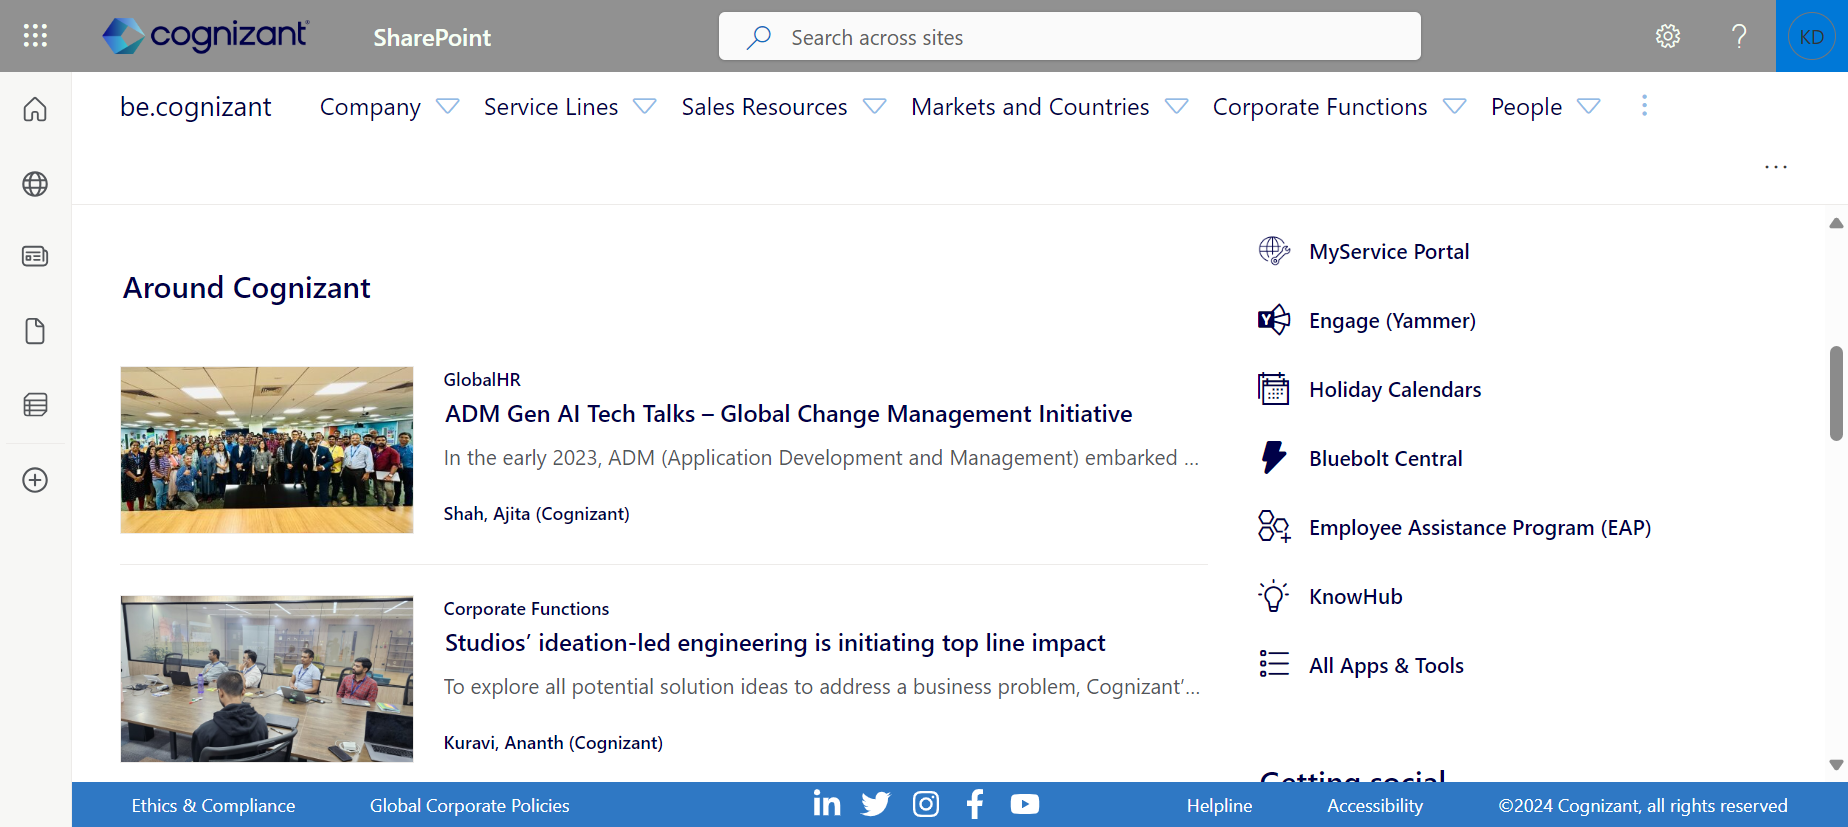 cognizant
SharePoint
Search across sites
KD
be.cognizant
Company
Service Lines
Sales Resources
Markets and Countries
Corporate Functions
People
Around Cognizant
GlobalHR
ADM Gen AI Tech Talks – Global Change Management Initiative
In the early 2023, ADM (Application Development and Management) embarked ...
Shah, Ajita (Cognizant)
Corporate Functions
Studios’ ideation-led engineering is initiating top line impact
To explore all potential solution ideas to address a business problem, Cognizant’...
Kuravi, Ananth (Cognizant)
MyService Portal
Engage (Yammer)
Holiday Calendars
Bluebolt Central
Employee Assistance Program (EAP)
KnowHub
All Apps & Tools
Getting social
Ethics & Compliance
Global Corporate Policies
Helpline
Accessibility
©2024 Cognizant, all rights reserved